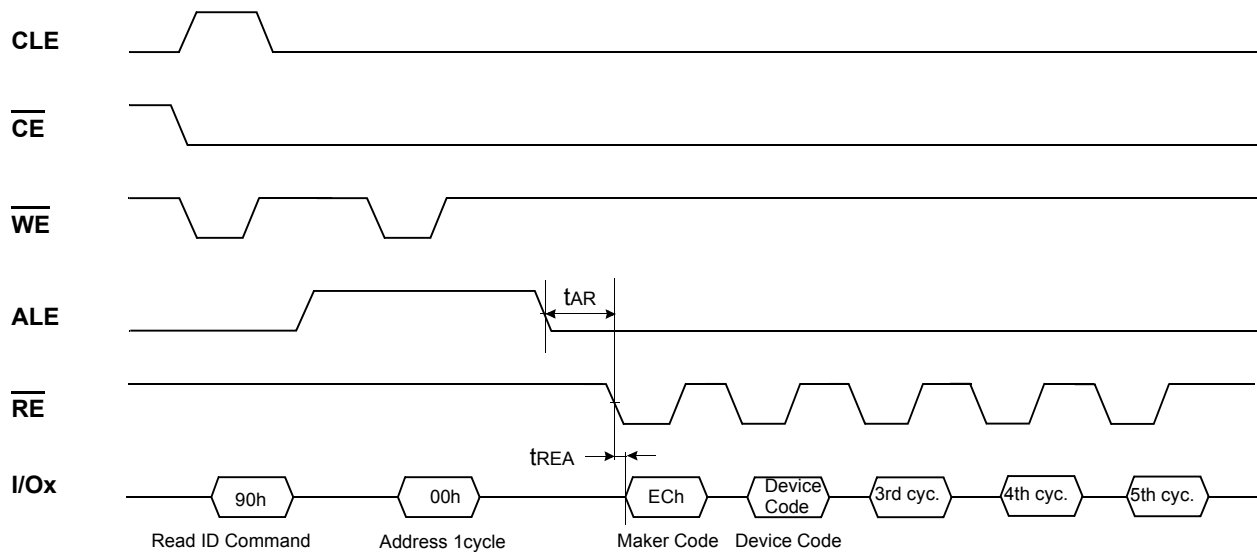 CLE
CE
WE
ALE
tAR
RE
tREA
I/Ox
90h
00h
ECh
Device
Code
3rd cyc.
4th cyc.
5th cyc.
Read ID Command
Address 1cycle
Maker Code
Device Code